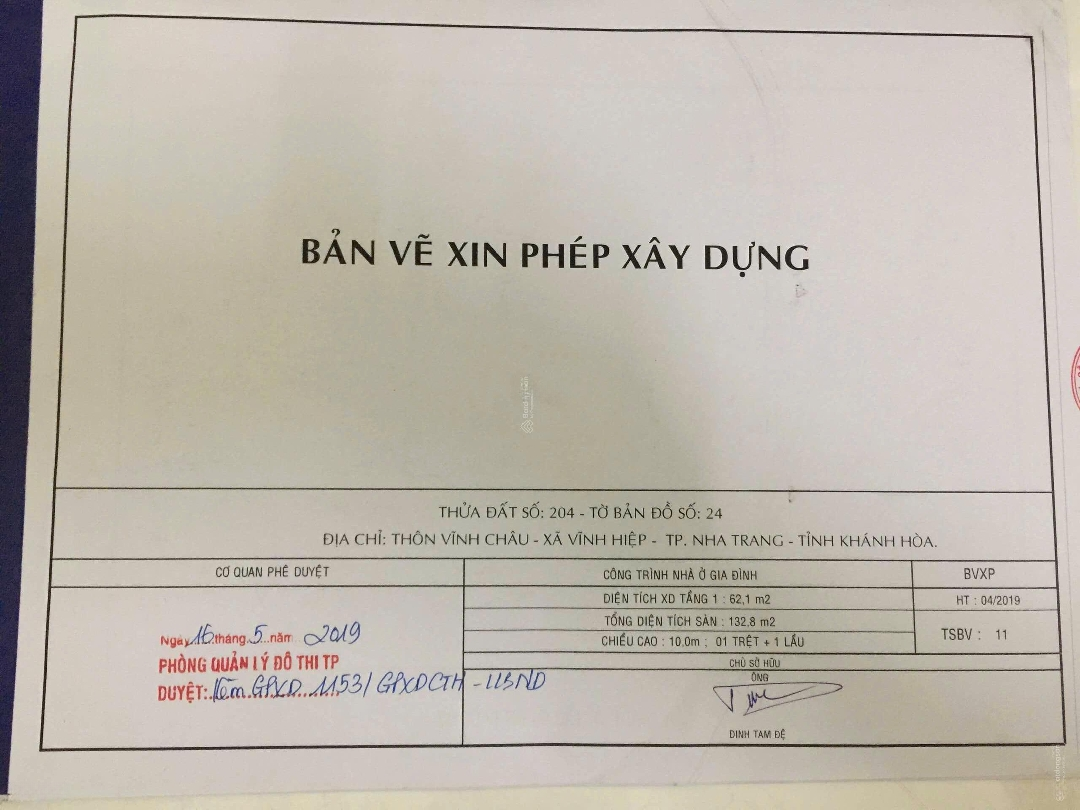 BẢN VẼ XIN PHÉP XÂY DỰNG
THỬA ĐẤT SỐ: 204 - TỜ BẢN ĐỒ SỐ: 24
ĐỊA CHỈ: THÔN VĨNH CHÂU - XÃ VĨNH HIỆP - TP. NHA TRANG - TỈNH KHÁNH HÒA.
CƠ QUAN PHÊ DUYỆT
Ngày 16 tháng 5 năm 2019
PHÒNG QUẢN LÝ ĐÔ THỊ TP
DUYỆT: Kèm GPXD 1153/GPXDCTH - UBND
CÔNG TRÌNH NHÀ Ở GIA ĐÌNH
DIỆN TÍCH XD TẦNG 1 : 62,1 m2
TỔNG DIỆN TÍCH SÀN : 132.8 m2
CHIỀU CAO : 10.0m ; 01 TRỆT + 1 LẦU
BVXP
HT : 04/2019
TSBV : 11
CHỦ SỞ HỮU
ÔNG
ĐINH TAM ĐỆ